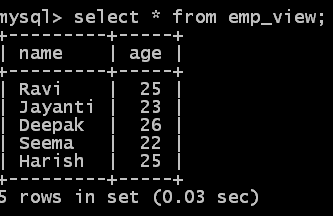 mysql> select * from emp_view;
+---------+-----+
| name    | age |
+---------+-----+
| Ravi    |  25 |
| Jayanti |  23 |
| Deepak  |  26 |
| Seema   |  22 |
| Harish  |  25 |
+---------+-----+
5 rows in set (0.03 sec)